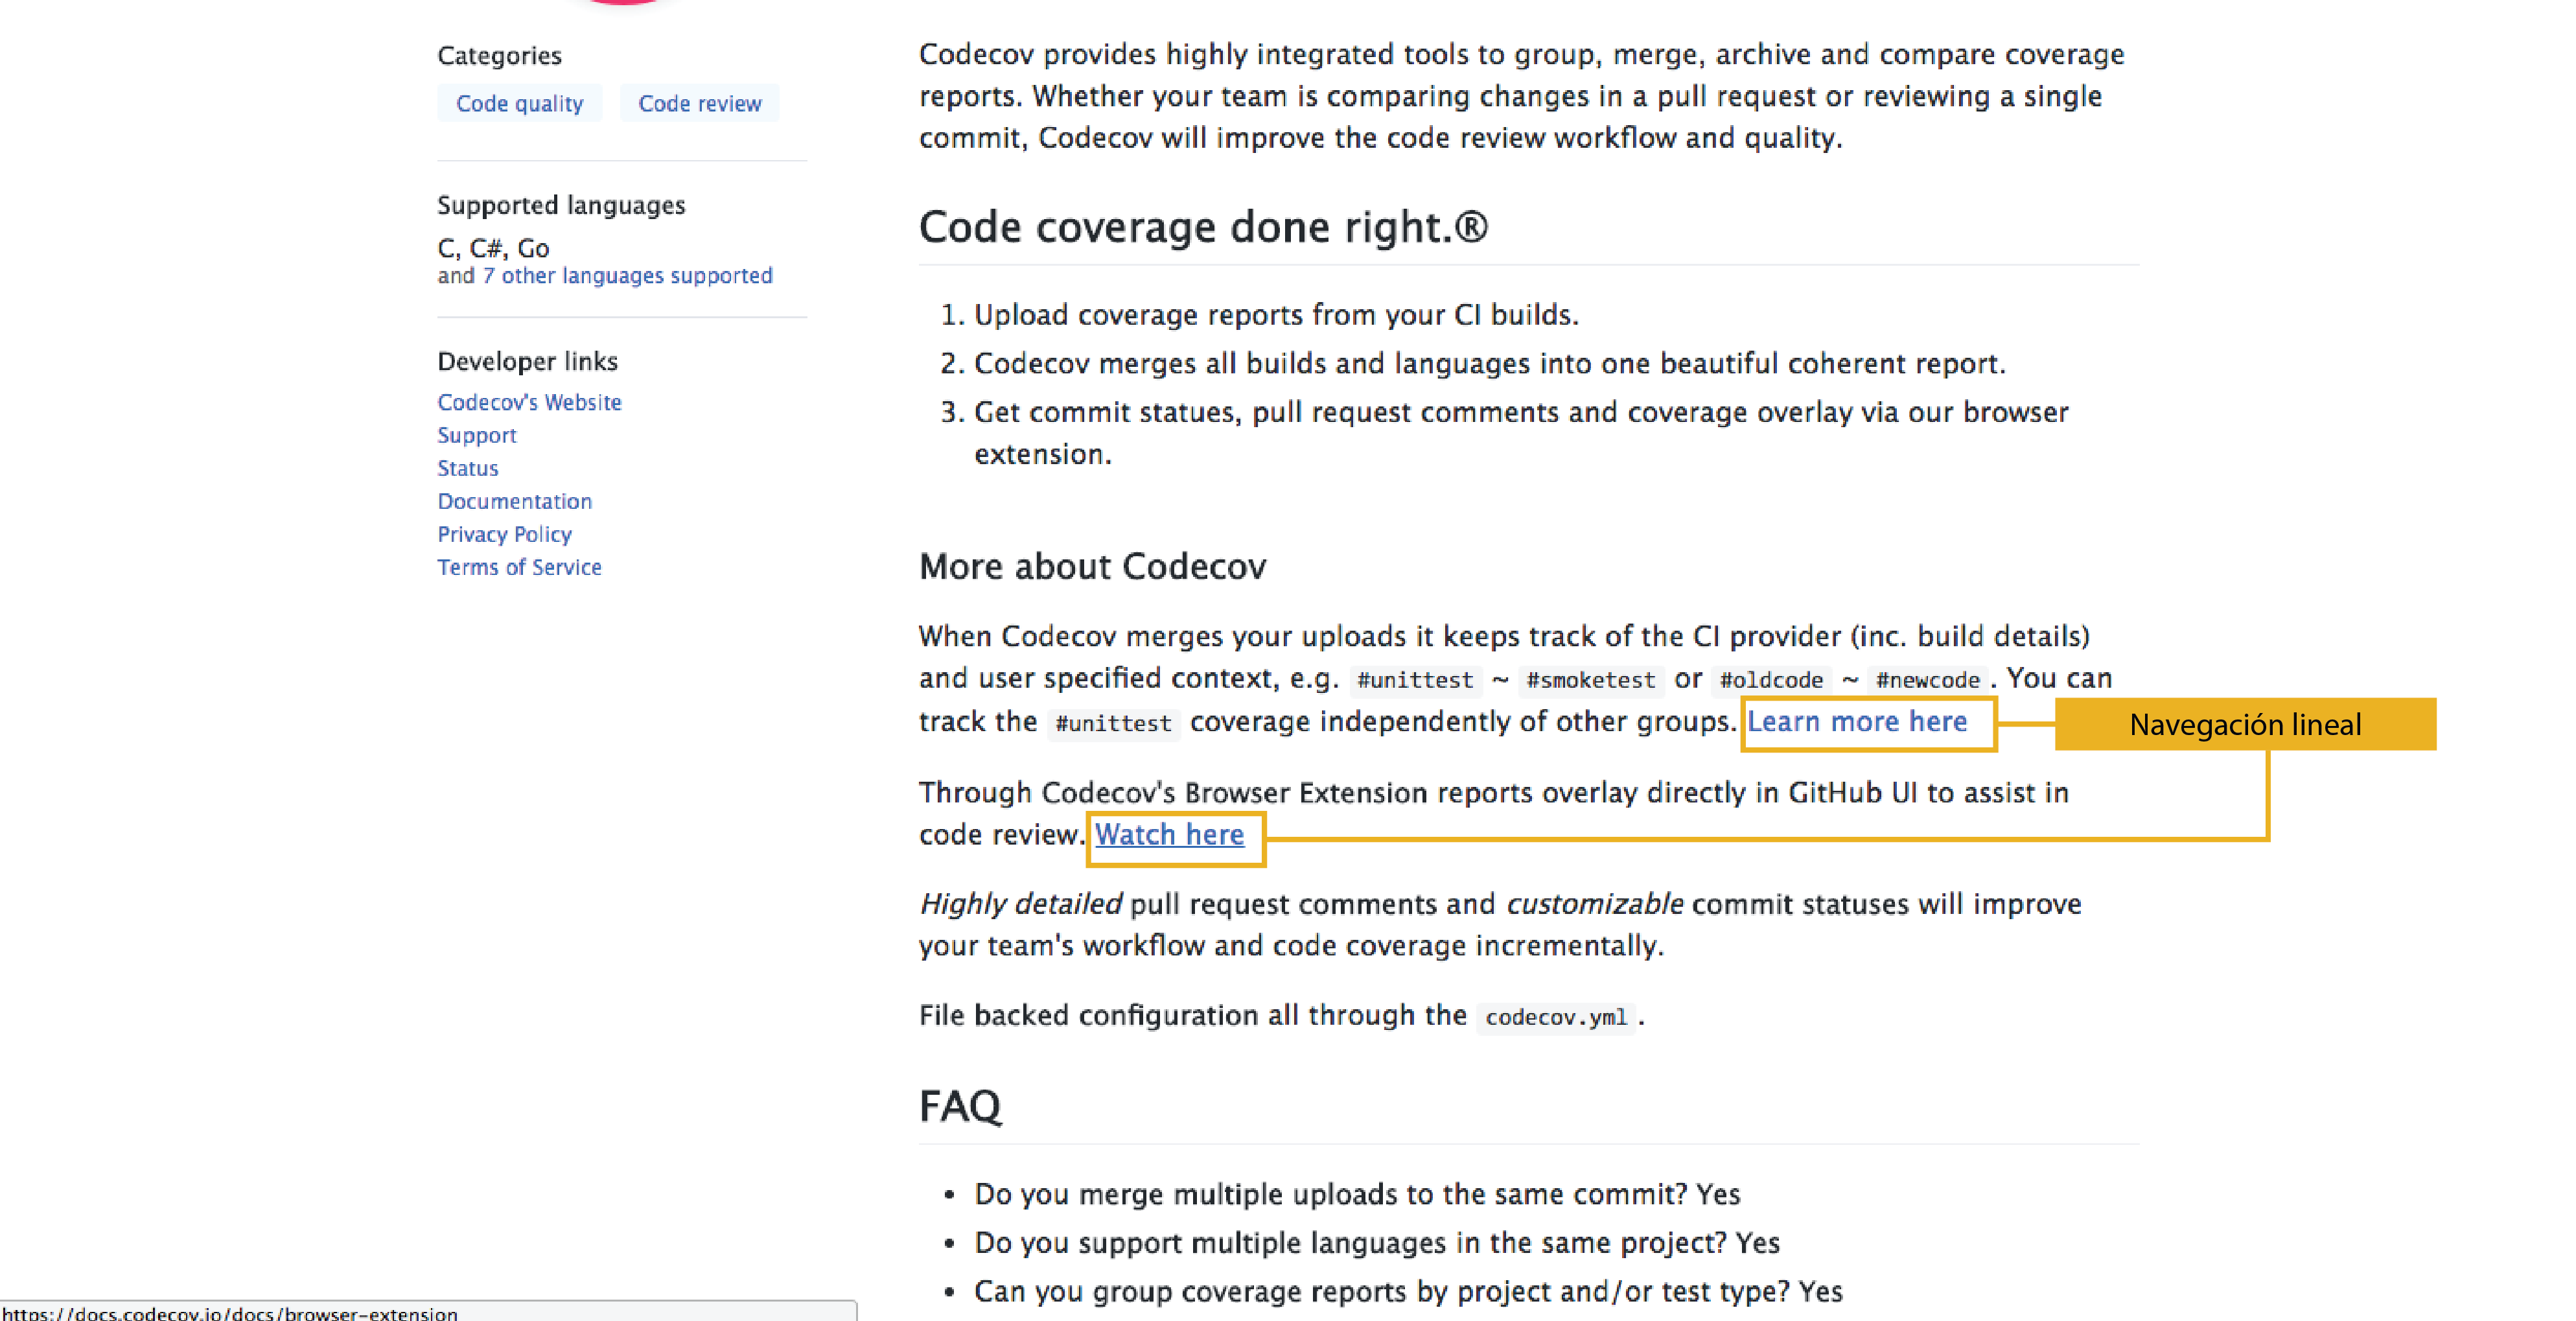 Categories
Code quality Code review
Supported languages
C, C#, Go
and 7 other languages supported
Developer links
Codecov's Website
Support
Status
Documentation
Privacy Policy
Terms of Service
Codecov provides highly integrated tools to group, merge, archive and compare coverage
reports. Whether your team is comparing changes in a pull request or reviewing a single
commit, Codecov will improve the code review workflow and quality.
Code coverage done right.®
1. Upload coverage reports from your CI builds.
2. Codecov merges all builds and languages into one beautiful coherent report.
3. Get commit statues, pull request comments and coverage overlay via our browser
extension.
More about Codecov
When Codecov merges your uploads it keeps track of the CI provider (inc. build details)
and user specified context, e.g. #unittest ~ #smoketest or #oldcode ~ #newcode . You can
track the #unittest coverage independently of other groups. Learn more here
Navegación lineal
Through Codecov's Browser Extension reports overlay directly in GitHub UI to assist in
code review. Watch here
Highly detailed pull request comments and customizable commit statuses will improve
your team's workflow and code coverage incrementally.
File backed configuration all through the codecov.yml .
FAQ
• Do you merge multiple uploads to the same commit? Yes
• Do you support multiple languages in the same project? Yes
• Can you group coverage reports by project and/or test type? Yes
https://docs.codecov.io/docs/browser-extension